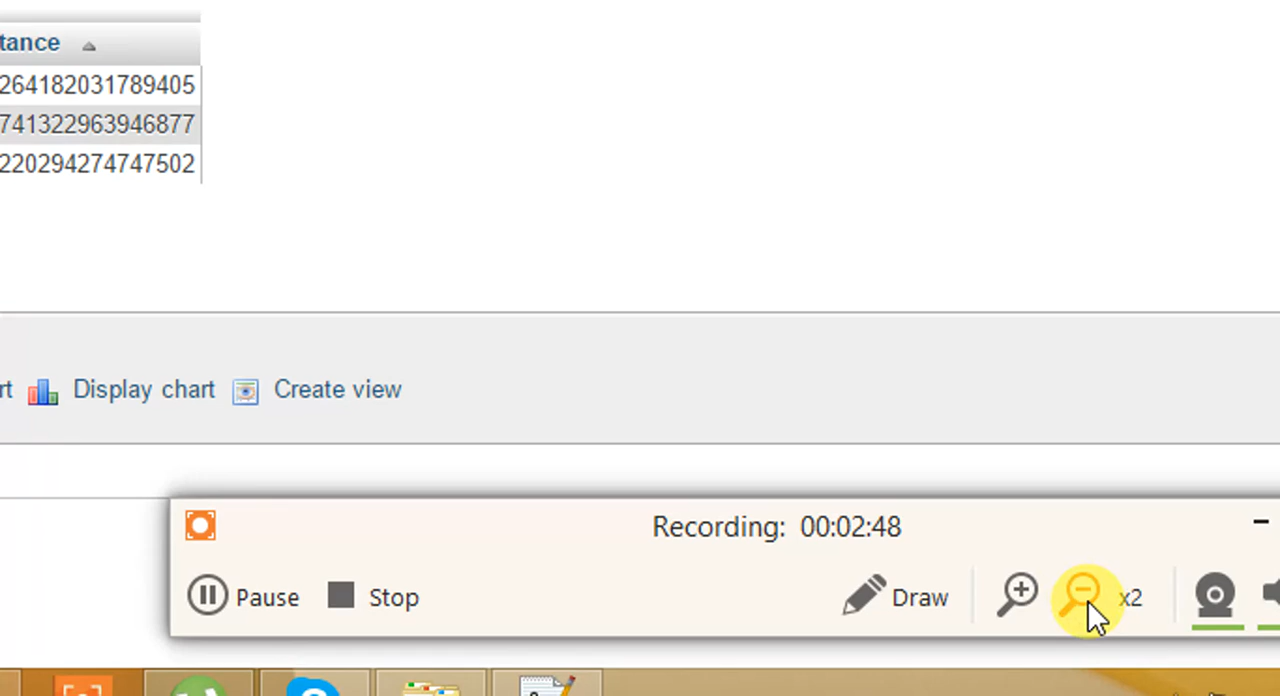 tance
264182031789405
741322963946877
220294274747502
rt Display chart Create view
Recording: 00:02:48
Pause Stop Draw x2